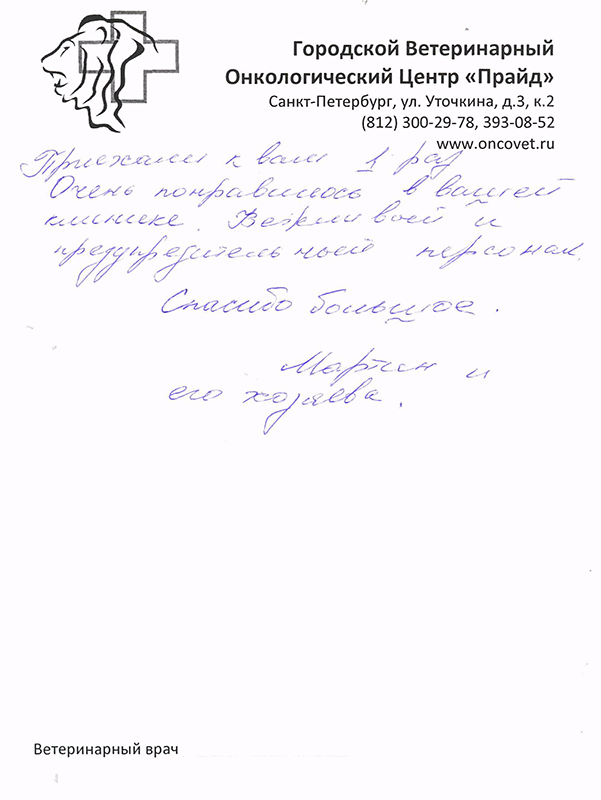 Городской Ветеринарный
Онкологический Центр «Прайд»
Санкт-Петербург, ул. Уточкина, д.3, к.2
(812) 300-29-78, 393-08-52
www.oncovet.ru
Приехали к вам 1 раз
Очень понравилось в вашей
клинике. Вежливый и
предупредительный персонал.
Спасибо большое.
Мартин и
его хозяева.
Ветеринарный врач